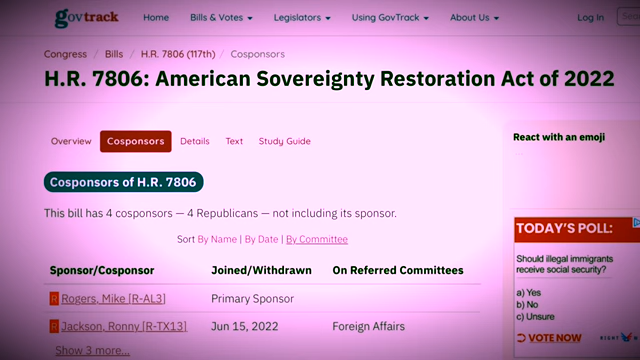 govtrack
Home Bills & Votes Legislators Using GovTrack About Us Log In
Congress / Bills / H.R. 7806 (117th) / Cosponsors
H.R. 7806: American Sovereignty Restoration Act of 2022
Overview Cosponsors Details Text Study Guide
React with an emoji
Cosponsors of H.R. 7806
This bill has 4 cosponsors — 4 Republicans — not including its sponsor.
Sort By Name | By Date | By Committee
Sponsor/Cosponsor Joined/Withdrawn On Referred Committees
R Rogers, Mike [R-AL3] Primary Sponsor
R Jackson, Ronny [R-TX13] Jun 15, 2022 Foreign Affairs
Show 3 more...
TODAY'S POLL:
Should illegal immigrants
receive social security?
a) Yes
b) No
c) Unsure
VOTE NOW RIGHT